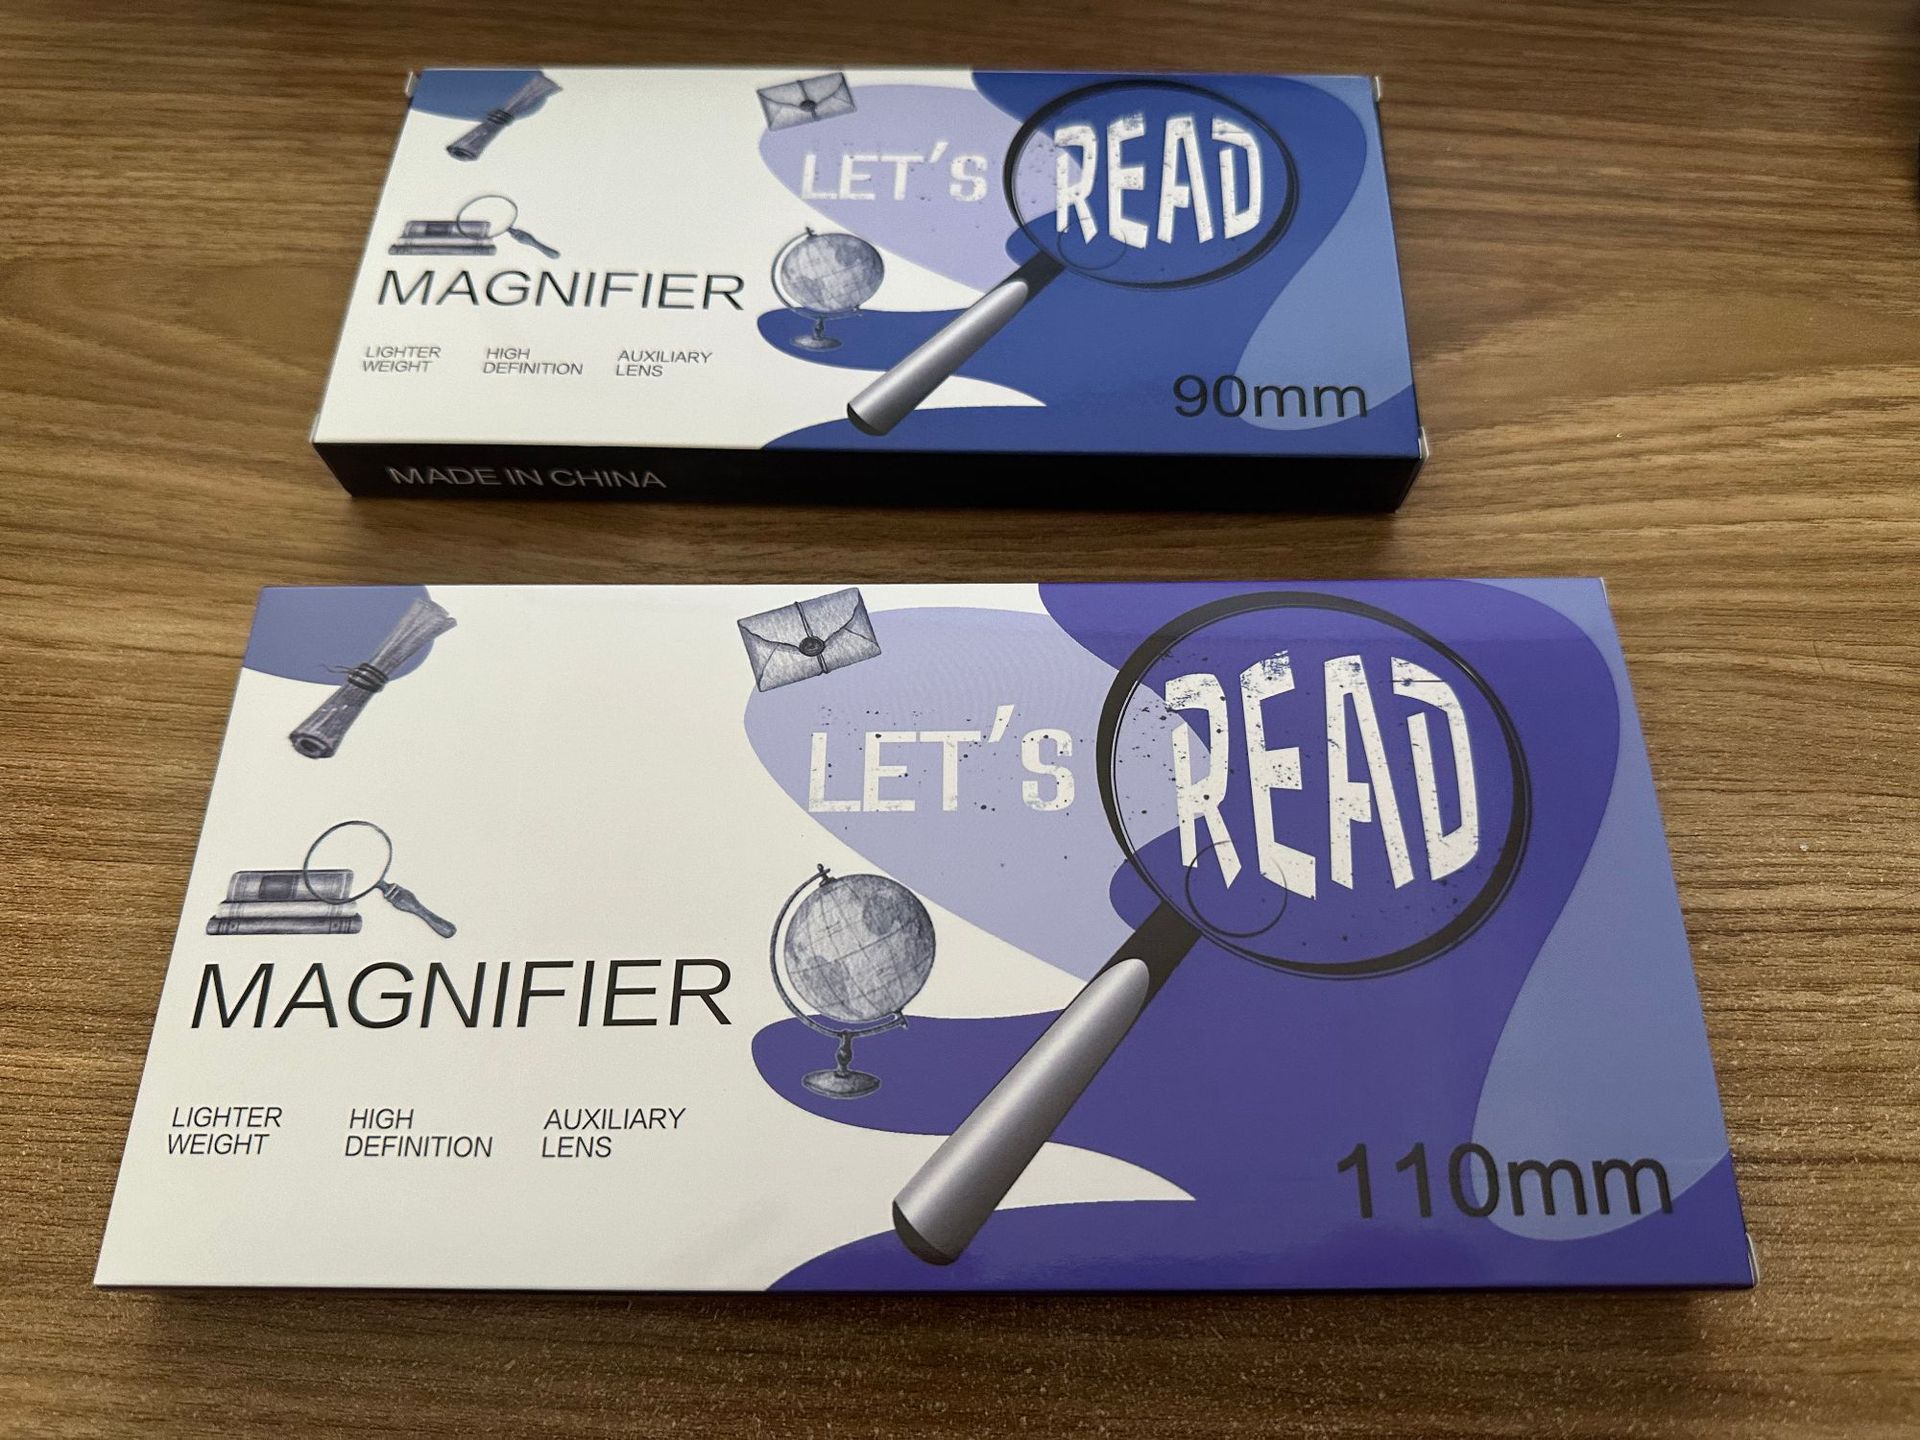 LET'S READ
MAGNIFIER
LIGHTER
WEIGHT
HIGH
DEFINITION
AUXILIARY
LENS
90mm
MADE IN CHINA
LET'S READ
MAGNIFIER
LIGHTER
WEIGHT
HIGH
DEFINITION
AUXILIARY
LENS
110mm